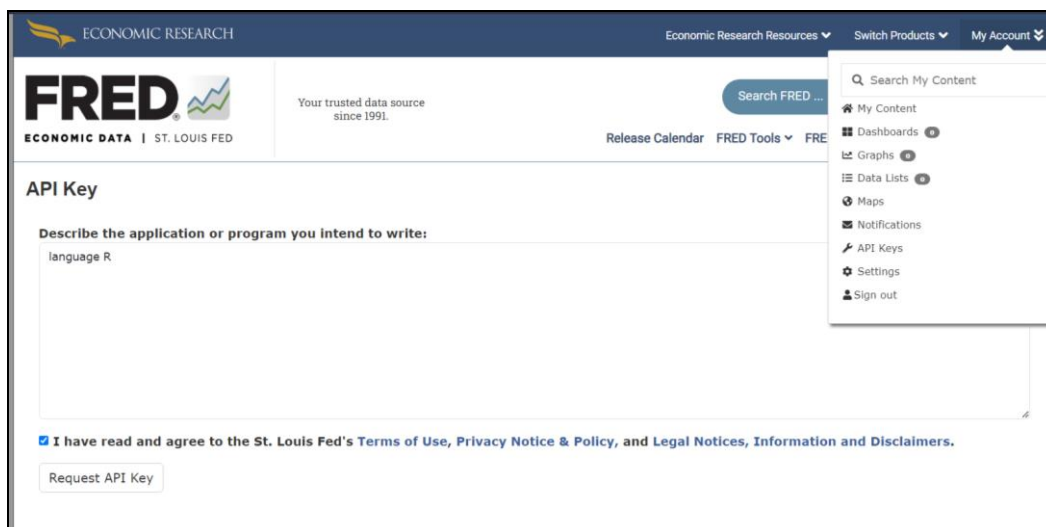 ECONOMIC RESEARCH
Economic Research Resources
Switch Products
My Account
FRED®
ECONOMIC DATA | ST. LOUIS FED
Your trusted data source
since 1991.
Search FRED ...
Release Calendar FRED Tools FRE
Search My Content
My Content
Dashboards 0
Graphs 0
Data Lists 0
Maps
Notifications
API Keys
Settings
Sign out
API Key
Describe the application or program you intend to write:
language R
I have read and agree to the St. Louis Fed's Terms of Use, Privacy Notice & Policy, and Legal Notices, Information and Disclaimers.
Request API Key